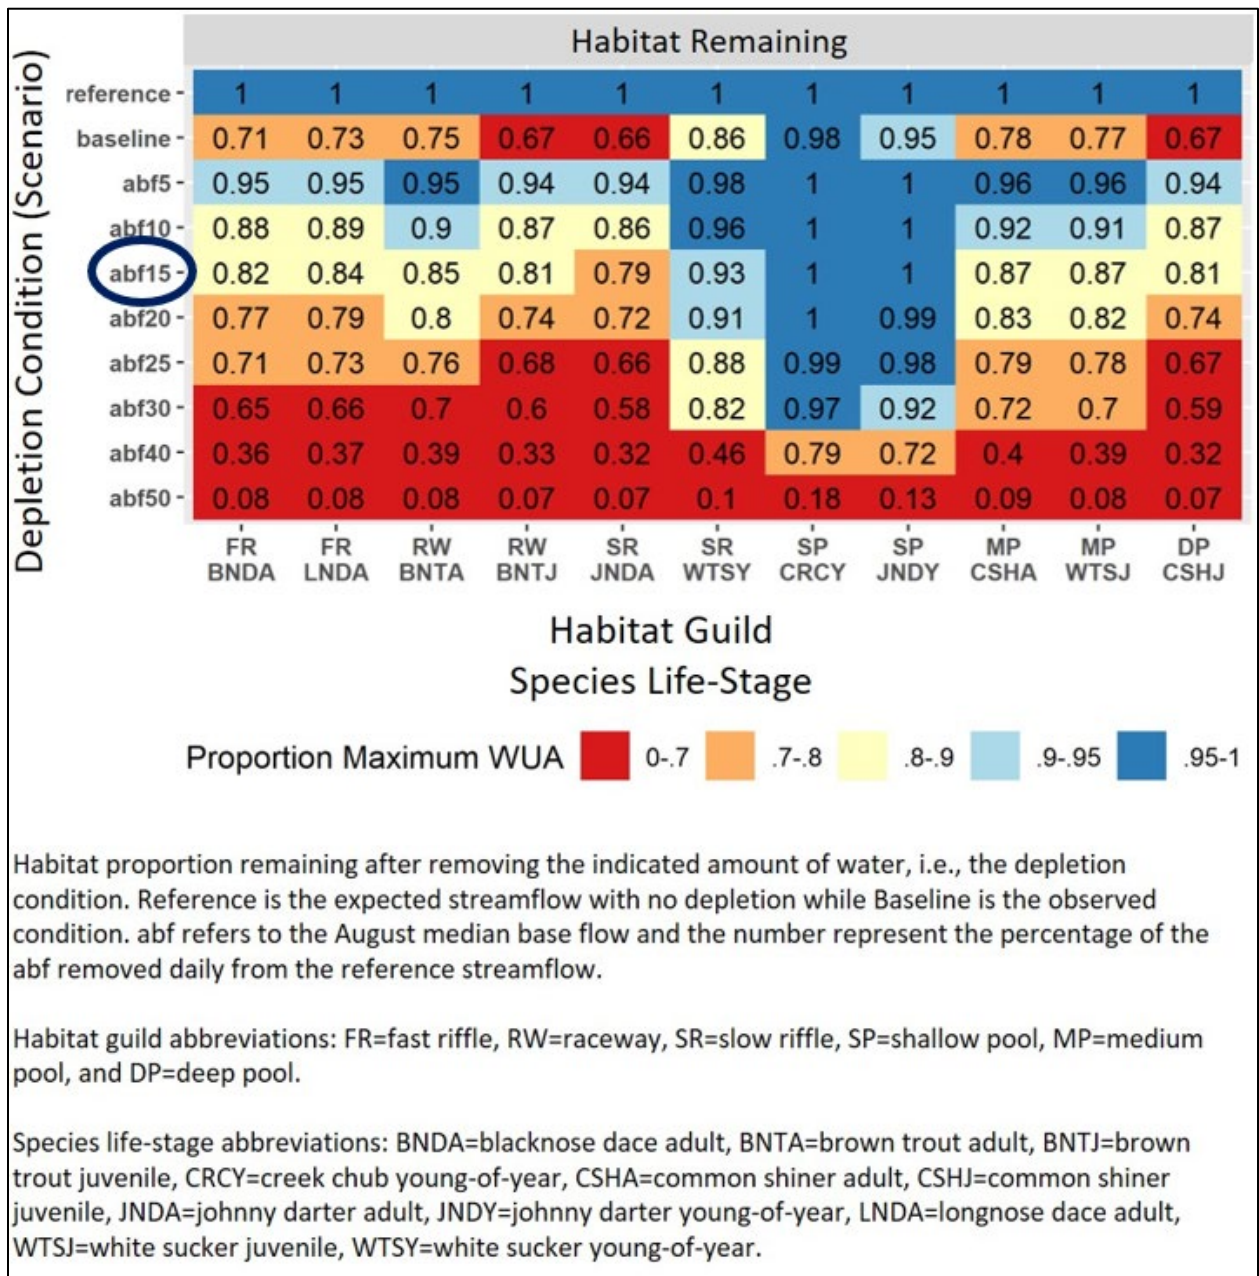 Habitat Remaining
Depletion Condition (Scenario)
reference 1 1 1 1 1 1 1 1 1 1 1
baseline 0.71 0.73 0.75 0.67 0.66 0.86 0.98 0.95 0.78 0.77 0.67
abf5 0.95 0.95 0.95 0.94 0.94 0.98 1 1 0.96 0.96 0.94
abf10 0.88 0.89 0.9 0.87 0.86 0.96 1 1 0.92 0.91 0.87
abf15 0.82 0.84 0.85 0.81 0.79 0.93 1 1 0.87 0.87 0.81
abf20 0.77 0.79 0.8 0.74 0.72 0.91 1 0.99 0.83 0.82 0.74
abf25 0.71 0.73 0.76 0.68 0.66 0.88 0.99 0.98 0.79 0.78 0.67
abf30 0.65 0.66 0.7 0.6 0.58 0.82 0.97 0.92 0.72 0.7 0.59
abf40 0.36 0.37 0.39 0.33 0.32 0.46 0.79 0.72 0.4 0.39 0.32
abf50 0.08 0.08 0.08 0.07 0.07 0.1 0.18 0.13 0.09 0.08 0.07
FR FR RW RW SR SR SP SP MP MP DP
BNDA LNDA BNTA BNTJ JNDA WTSY CRCY JNDY CSHA WTSJ CSHJ
Habitat Guild
Species Life-Stage
Proportion Maximum WUA 0-.7 .7-.8 .8-.9 .9-.95 .95-1
Habitat proportion remaining after removing the indicated amount of water, i.e., the depletion
condition. Reference is the expected streamflow with no depletion while Baseline is the observed
condition. abf refers to the August median base flow and the number represent the percentage of the
abf removed daily from the reference streamflow.
Habitat guild abbreviations: FR=fast riffle, RW=raceway, SR=slow riffle, SP=shallow pool, MP=medium
pool, and DP=deep pool.
Species life-stage abbreviations: BNDA=blacknose dace adult, BNTA=brown trout adult, BNTJ=brown
trout juvenile, CRCY=creek chub young-of-year, CSHA=common shiner adult, CSHJ=common shiner
juvenile, JNDA=johnny darter adult, JNDY=johnny darter young-of-year, LNDA=longnose dace adult,
WTSJ=white sucker juvenile, WTSY=white sucker young-of-year.